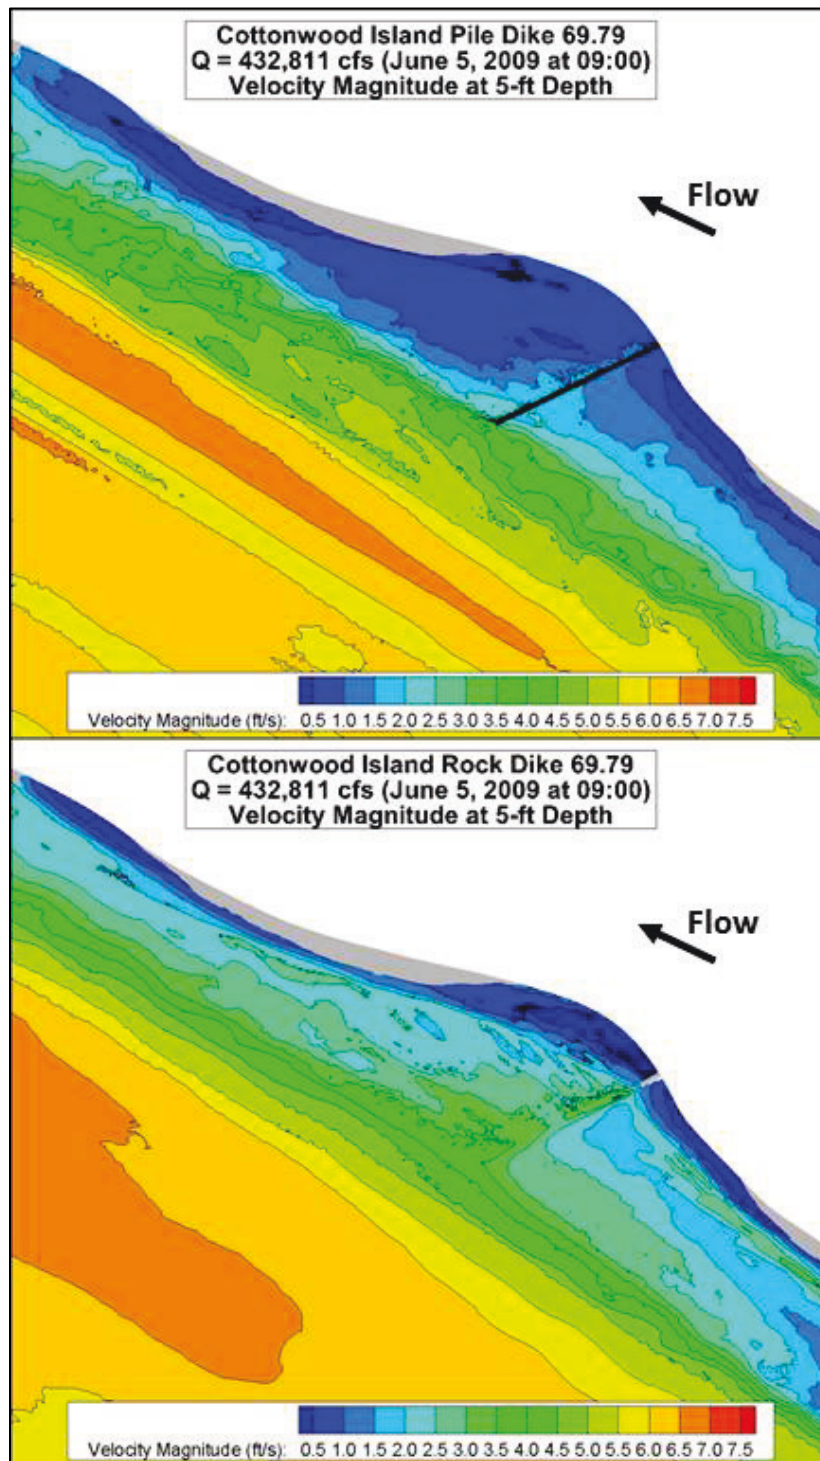 Cottonwood Island Pile Dike 69.79
Q = 432,811 cfs (June 5, 2009 at 09:00)
Velocity Magnitude at 5-ft Depth
Flow
Velocity Magnitude (ft/s): 0.5 1.0 1.5 2.0 2.5 3.0 3.5 4.0 4.5 5.0 5.5 6.0 6.5 7.0 7.5
Cottonwood Island Rock Dike 69.79
Q = 432,811 cfs (June 5, 2009 at 09:00)
Velocity Magnitude at 5-ft Depth
Flow
Velocity Magnitude (ft/s): 0.5 1.0 1.5 2.0 2.5 3.0 3.5 4.0 4.5 5.0 5.5 6.0 6.5 7.0 7.5